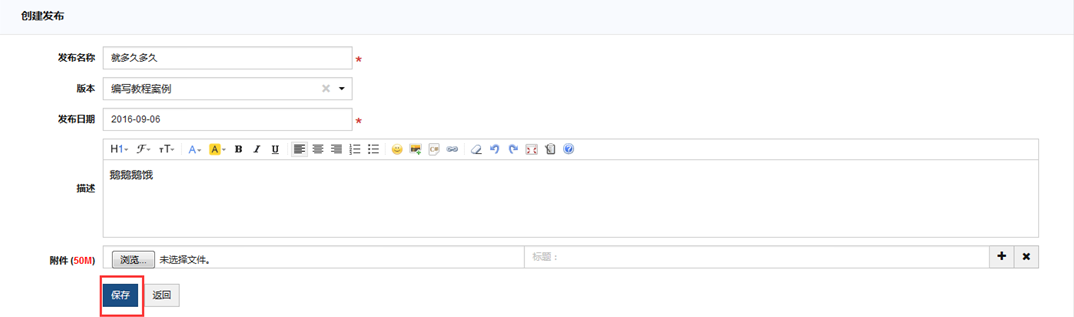 创建发布
发布名称 就多久多久 *
版本 编写教程案例
发布日期 2016-09-06 *
H1 ℱ тT A A B I U
描述 鹅鹅鹅饿
附件 (50M) 浏览... 未选择文件。 标题：
保存 返回